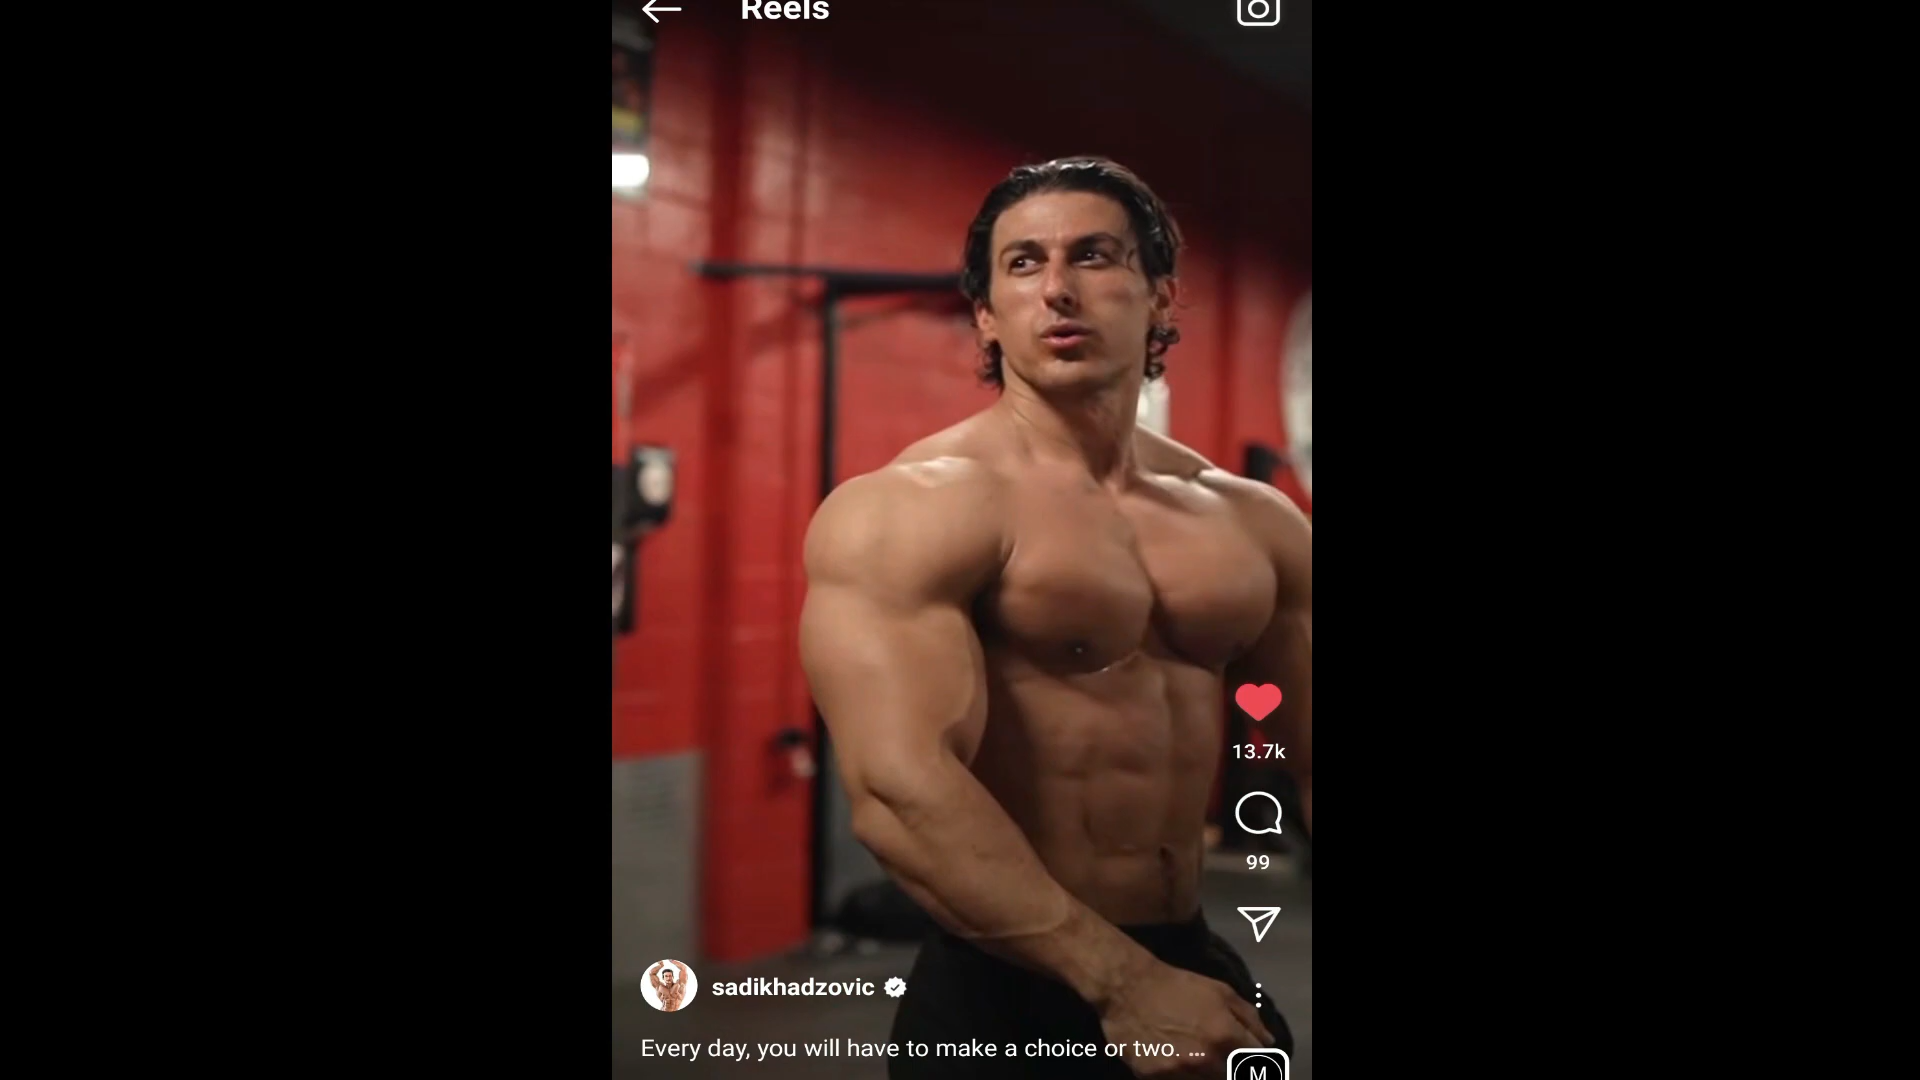 Reels
13.7k
99
sadikhadzovic
Every day, you will have to make a choice or two. ...
M